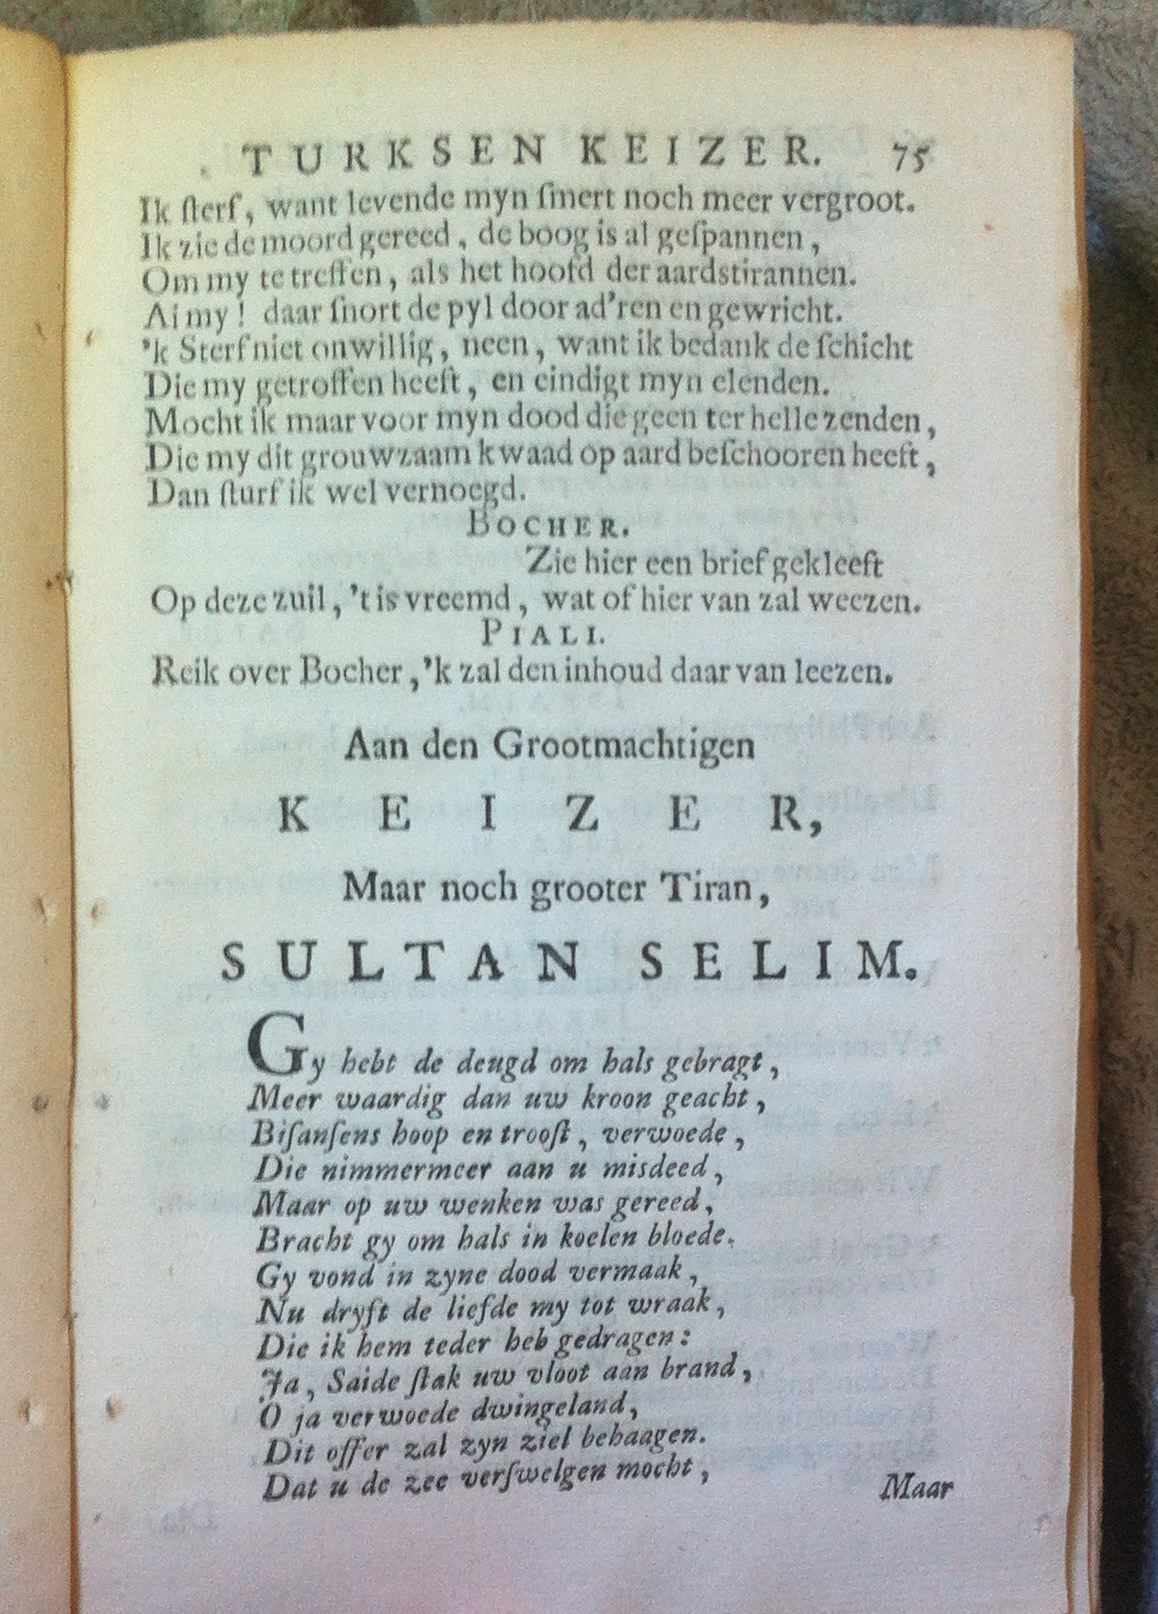 TURKSEN KEIZER. 75
Ik ſterf, want levende myn ſmert noch meer vergroot.
Ik zie de moord gereed, de boog is al geſpannen,
Om my te treffen, als het hoofd der aardstirannen.
Ai my! daar ſnort de pyl door ad'ren en gewricht.
'k Sterf niet onwillig, neen, want ik bedank de ſchicht
Die my getroffen heeft, en eindigt myn elenden.
Mocht ik maar voor myn dood die geen ter helle zenden,
Die my dit grouwzaam kwaad op aard beſchooren heeft,
Dan ſturf ik wel vernoegd.
BOCHER.
Zie hier een brief gekleeft
Op deze zuil, 't is vreemd, wat of hier van zal weezen.
PIALI.
Reik over Bocher, 'k zal den inhoud daar van leezen.
Aan den Grootmachtigen
KEIZER,
Maar noch grooter Tiran,
SULTAN SELIM.
Gy hebt de deugd om hals gebragt,
Meer waardig dan uw kroon geacht,
Biſanſens hoop en trooſt, verwoede,
Die nimmermeer aan u misdeed,
Maar op uw wenken was gereed,
Bracht gy om hals in koelen bloede.
Gy vond in zyne dood vermaak,
Nu dryft de liefde my tot wraak,
Die ik hem teder heb gedragen:
Ja, Saide ſtak uw vloot aan brand,
O ja verwoede dwingeland,
Dit offer zal zyn ziel behaagen.
Dat u de zee verſwelgen mocht,
Maar